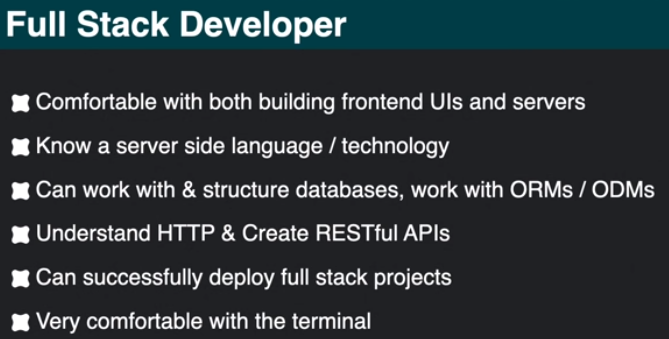 Full Stack Developer
Comfortable with both building frontend UIs and servers
Know a server side language / technology
Can work with & structure databases, work with ORMs / ODMs
Understand HTTP & Create RESTful APIs
Can successfully deploy full stack projects
Very comfortable with the terminal